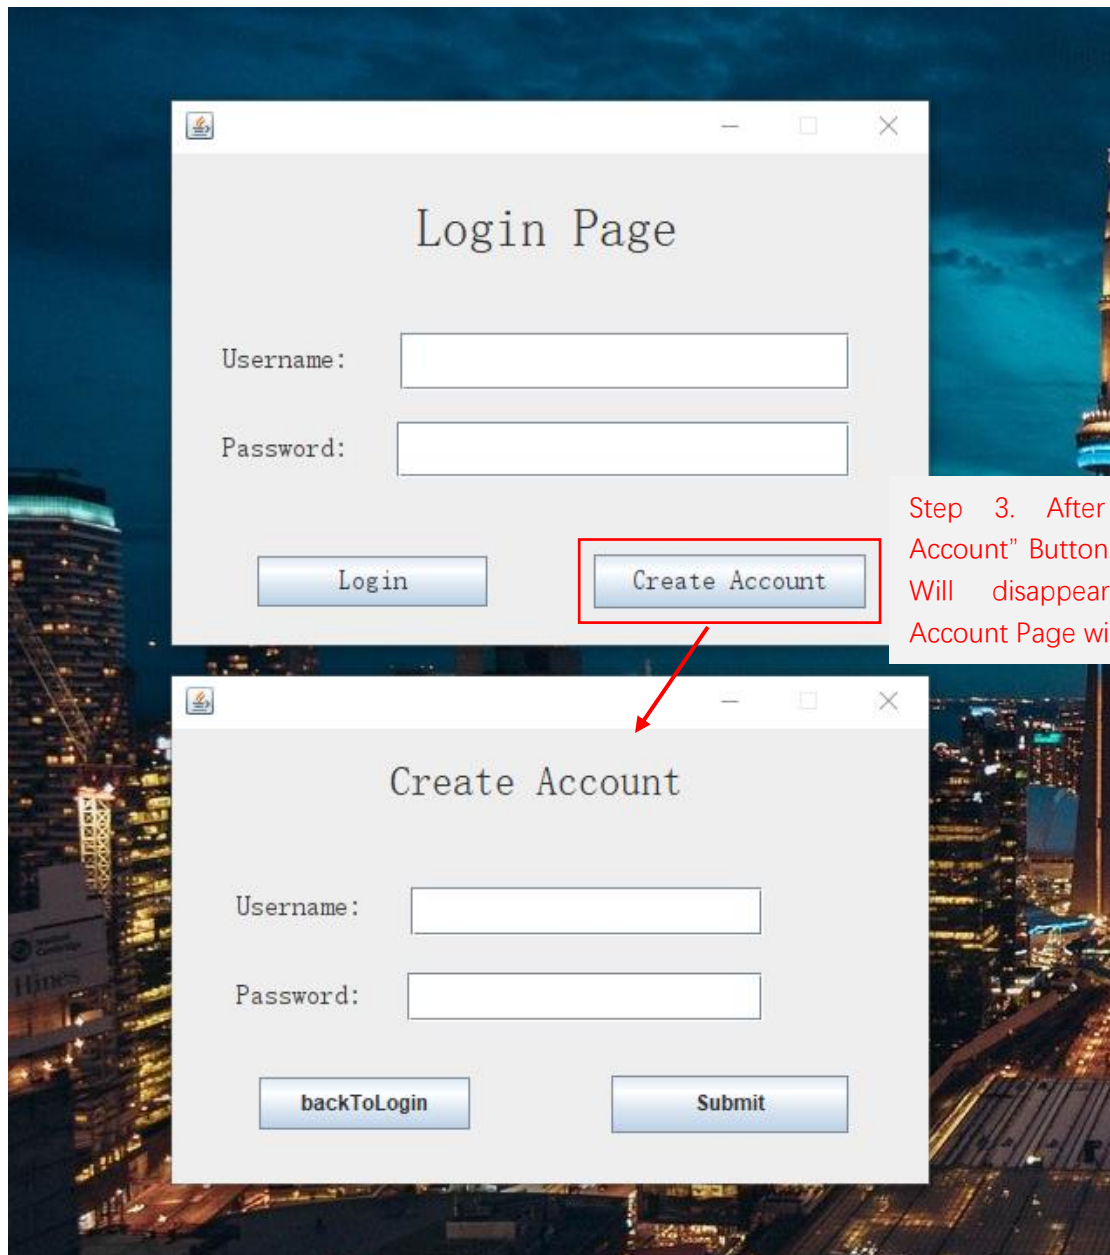 Login Page
Username:
Password:
Login
Create Account
Step 3. After
Account” Button
Will disappear
Account Page wi
Create Account
Username:
Password:
backToLogin
Submit
Hines